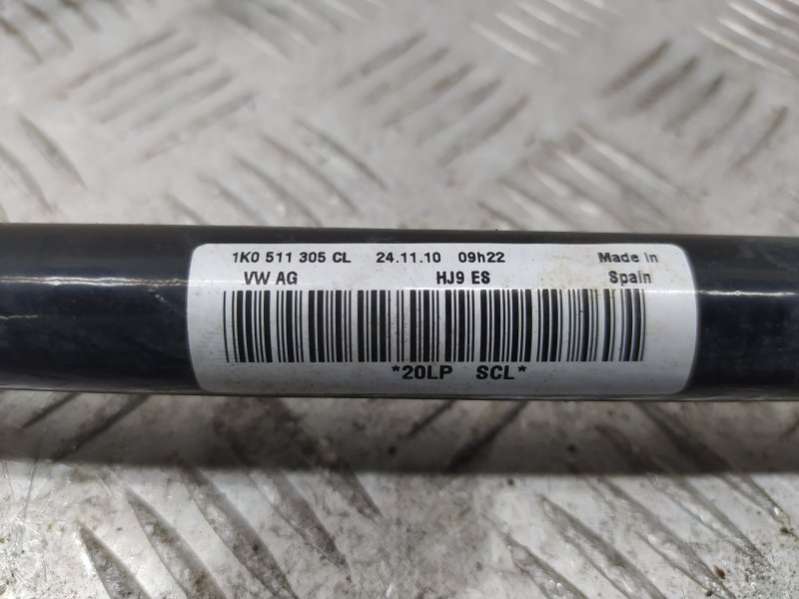 1K0 511 305 CL 24.11.10 09h22 Made in
VW AG HJ9 ES Spain
*20LP SCL*